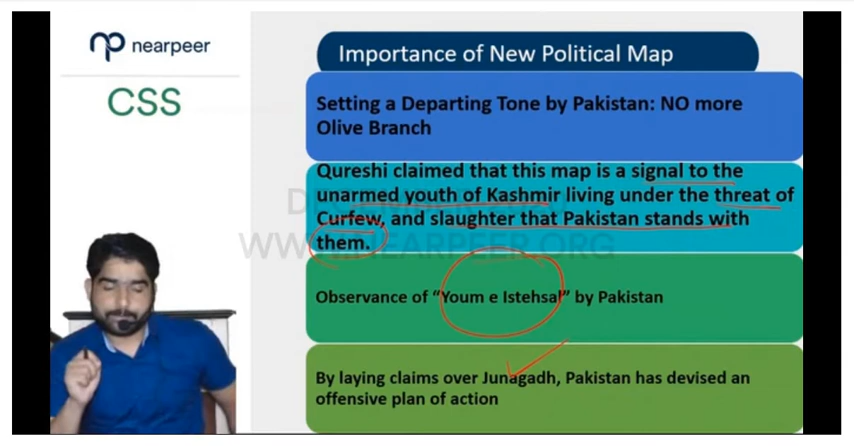 nearpeer
CSS
Importance of New Political Map
Setting a Departing Tone by Pakistan: NO more
Olive Branch
Qureshi claimed that this map is a signal to the
unarmed youth of Kashmir living under the threat of
Curfew, and slaughter that Pakistan stands with
them.
WWW.NEARPEER.ORG
Observance of “Youm e Istehsal” by Pakistan
By laying claims over Junagadh, Pakistan has devised an
offensive plan of action